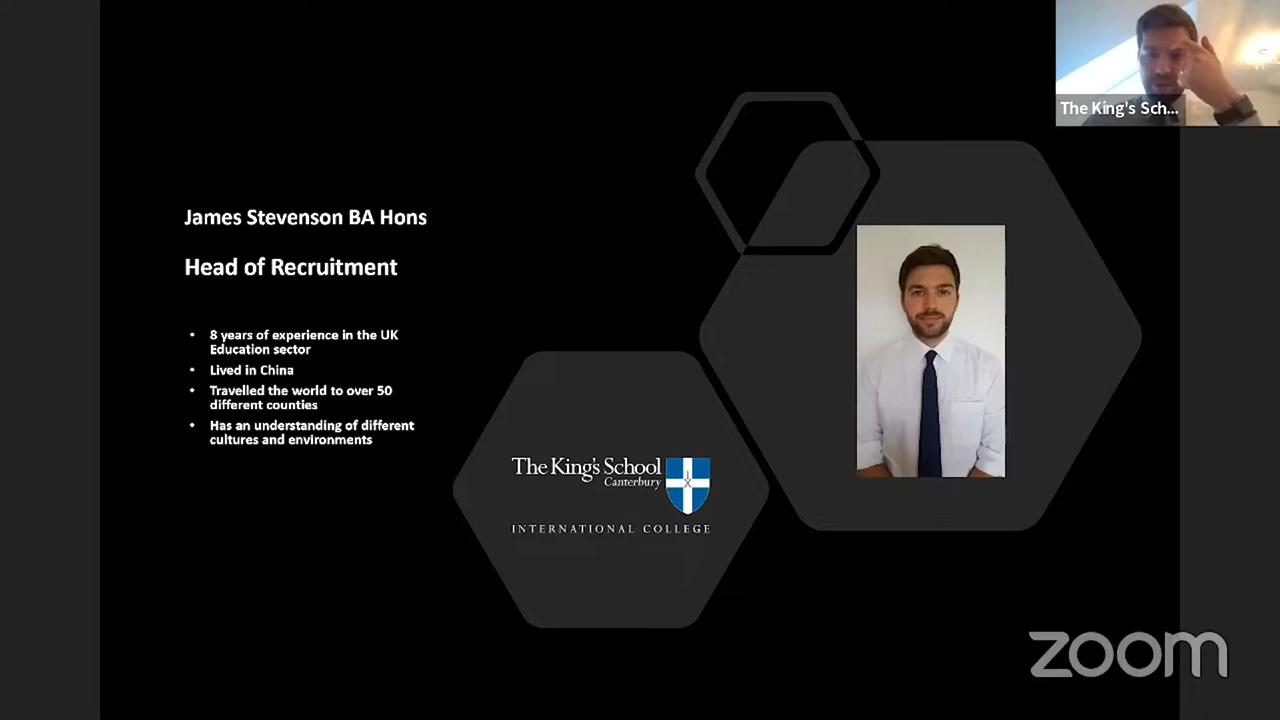 The King's Sch...
James Stevenson BA Hons
Head of Recruitment
• 8 years of experience in the UK
Education sector
• Lived in China
• Travelled the world to over 50
different counties
• Has an understanding of different
cultures and environments
The King's School
Canterbury
INTERNATIONAL COLLEGE
zoom